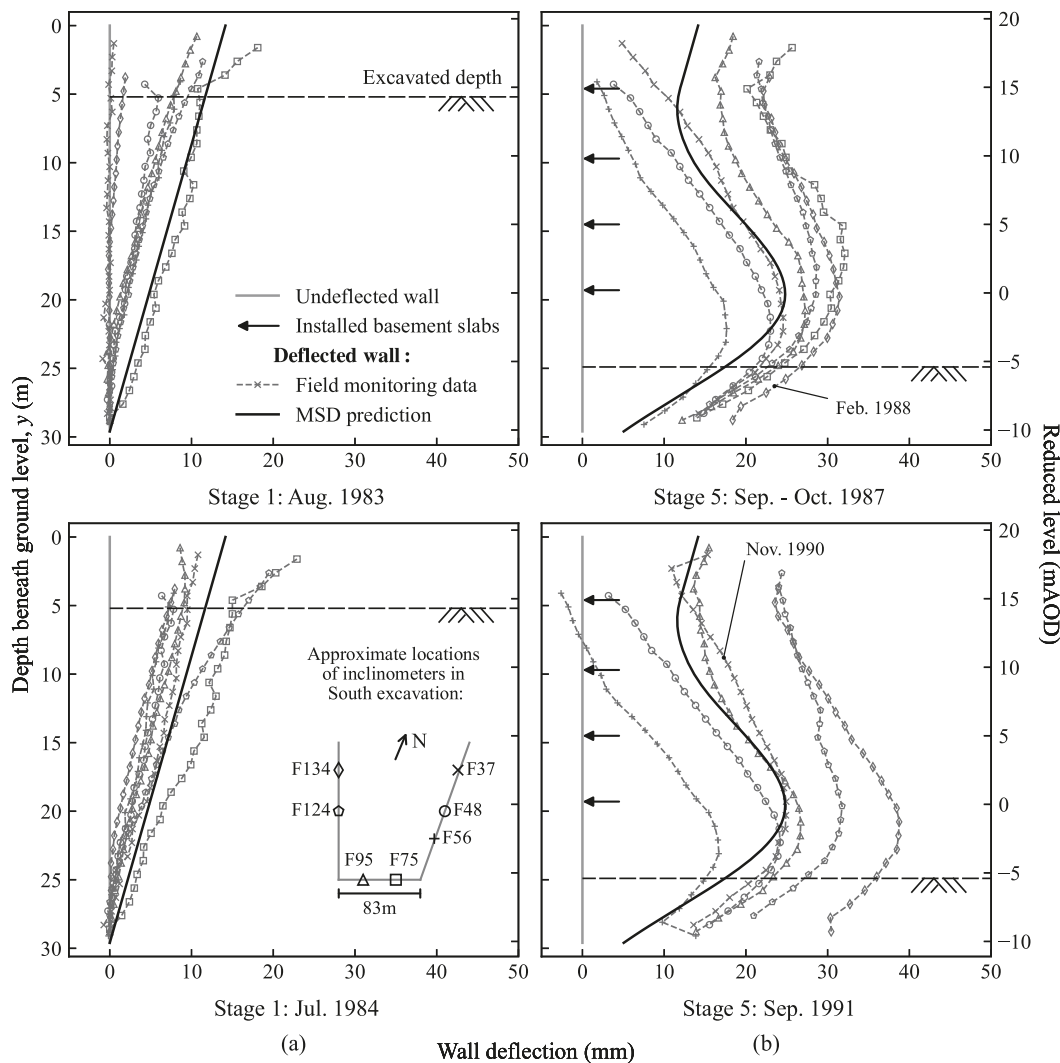 0
5
10
15
20
25
30
Excavated depth
Undeflected wall
Installed basement slabs
Deflected wall :
Field monitoring data
MSD prediction
0 10 20 30 40 50
Stage 1: Aug. 1983
20
15
10
5
0
−5
−10
Feb. 1988
0 10 20 30 40 50
Stage 5: Sep. - Oct. 1987
Depth beneath ground level, y (m)
Reduced level (mAOD)
0
5
10
15
20
25
30
Approximate locations
of inclinometers in
South excavation:
N
F134
F37
F124
F48
F56
F95 F75
83m
0 10 20 30 40 50
Stage 1: Jul. 1984
(a)
20
15
10
5
0
−5
−10
Nov. 1990
0 10 20 30 40 50
Stage 5: Sep. 1991
(b)
Wall deflection (mm)